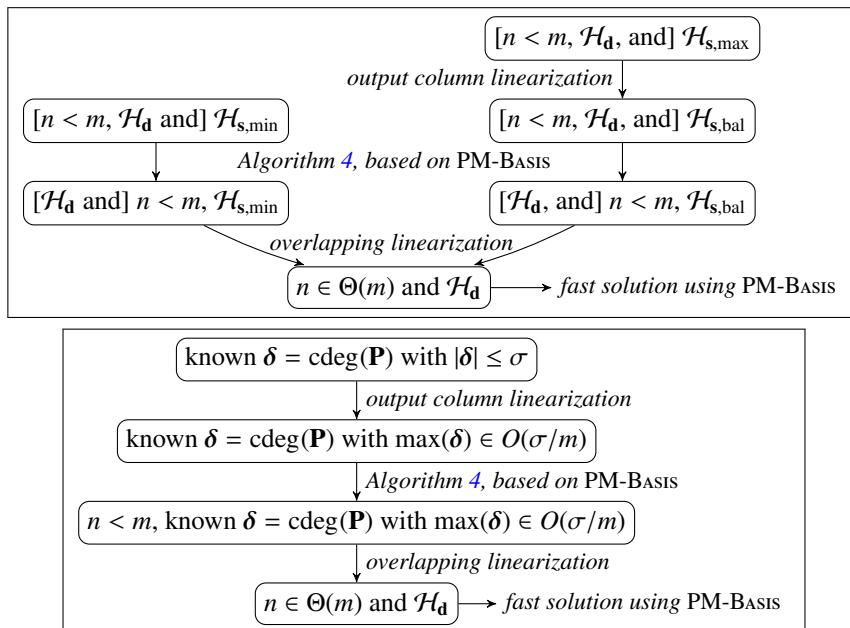 [n < m, ℋ_d, and] ℋ_s,max
output column linearization
[n < m, ℋ_d and] ℋ_s,min
[n < m, ℋ_d, and] ℋ_s,bal
Algorithm 4, based on PM-Basis
[ℋ_d and] n < m, ℋ_s,min
[ℋ_d, and] n < m, ℋ_s,bal
overlapping linearization
n ∈ Θ(m) and ℋ_d
fast solution using PM-Basis
known δ = cdeg(P) with |δ| ≤ σ
output column linearization
known δ = cdeg(P) with max(δ) ∈ O(σ/m)
Algorithm 4, based on PM-Basis
n < m, known δ = cdeg(P) with max(δ) ∈ O(σ/m)
overlapping linearization
n ∈ Θ(m) and ℋ_d
fast solution using PM-Basis